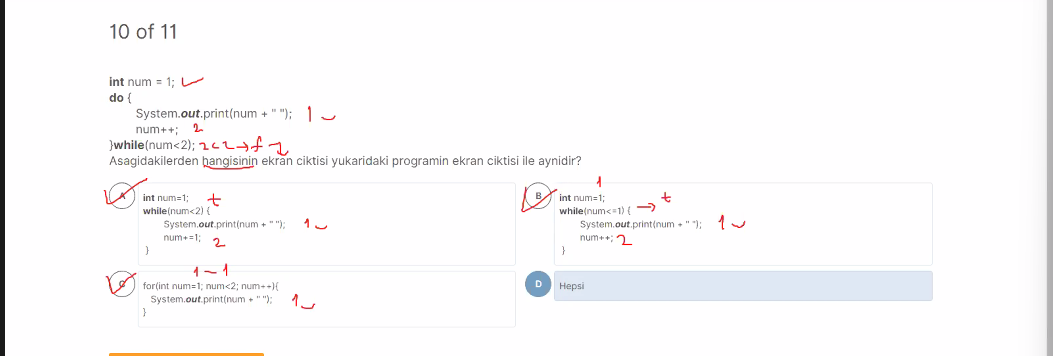 10 of 11
int num = 1;
do {
System.out.print(num + " "); 1
num++; 2
}while(num<2); 2<2→f
Asagidakilerden hangisinin ekran ciktisi yukaridaki programin ekran ciktisi ile aynidir?
A
int num=1; t
while(num<2) {
System.out.print(num + " "); 1
num+=1; 2
}
B
1
int num=1; t
while(num<=1) { →
System.out.print(num + " "); 1
num++; 2
}
C
1-1
for(int num=1; num<2; num++){
System.out.print(num + " "); 1
}
D
Hepsi